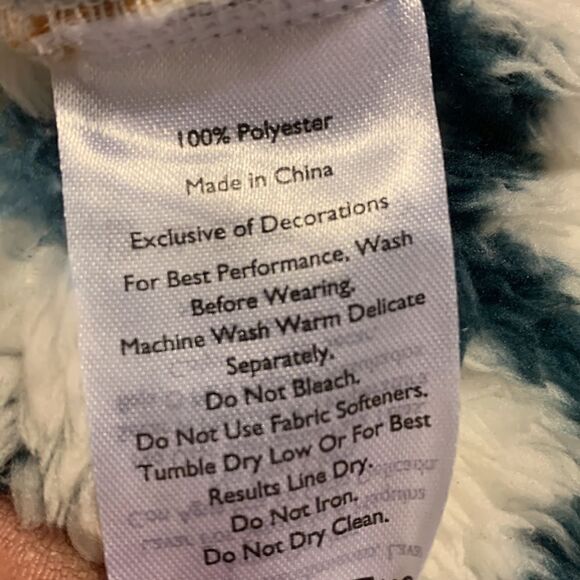 100% Polyester
Made in China
Exclusive of Decorations
For Best Performance, Wash
Before Wearing,
Machine Wash Warm Delicate
Separately.
Do Not Bleach.
Do Not Use Fabric Softeners.
Tumble Dry Low Or For Best
Results Line Dry.
Do Not Iron.
Do Not Dry Clean.